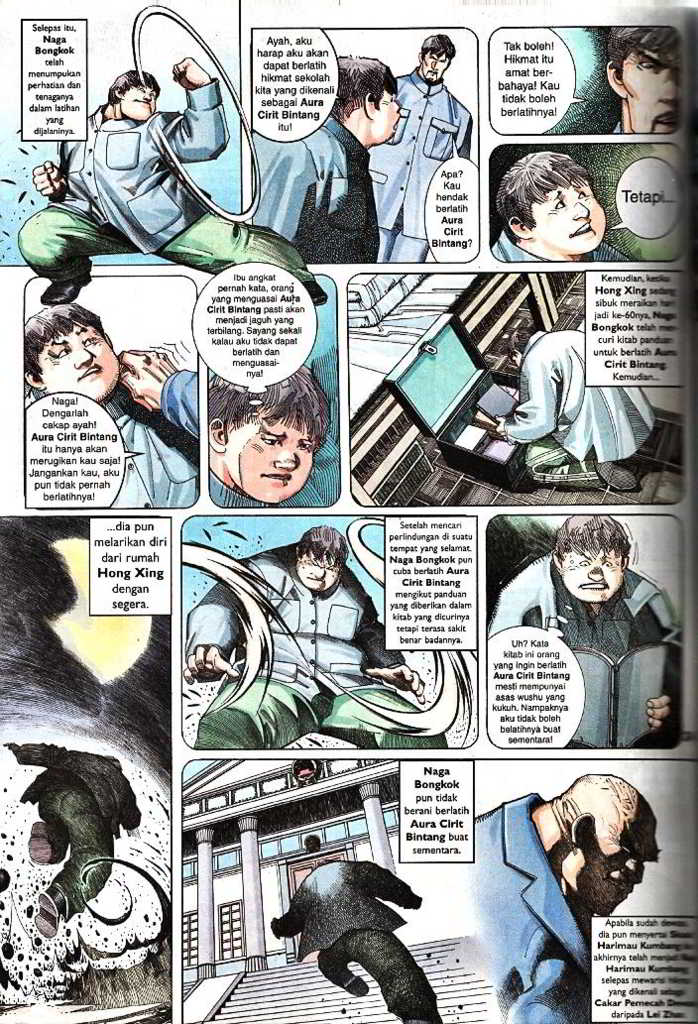 Selepas itu,
Naga
Bongkok
telah
menumpukan
perhatian dan
tenaganya
dalam latihan
yang
dijalaninya.
Ayah, aku
harap aku akan
dapat berlatih
hikmat sekolah
kita yang dikenali
sebagai Aura
Cirit Bintang
itu!
Apa?
Kau
hendak
berlatih
Aura
Cirit
Bintang?
Tak boleh!
Hikmat itu
amat ber-
bahaya! Kau
tidak boleh
berlatihnya!
Tetapi...
Naga!
Dengarlah
cakap ayah!
Aura Cirit Bintang
itu hanya akan
merugikan kau saja!
Jangankan kau, aku
pun tidak pernah
berlatihnya!
Ibu angkat
pernah kata, orang
yang menguasai Aura
Cirit Bintang pasti akan
menjadi jaguh yang
terbilang. Sayang sekali
kalau aku tidak dapat
berlatih dan
menguasai-
nya!
Kemudian, ketika
Hong Xing sedang
sibuk meraikan hari
jadi ke-60nya, Naga
Bongkok telah men-
curi kitab panduan
untuk berlatih Aura
Cirit Bintang.
Kemudian...
...dia pun
melarikan diri
dari rumah
Hong Xing
dengan
segera.
Setelah mencari
perlindungan di suatu
tempat yang selamat,
Naga Bongkok pun
cuba berlatih Aura
Cirit Bintang
mengikut panduan
yang diberikan dalam
kitab yang dicurinya
tetapi terasa sakit
benar badannya.
Uh? Kata
kitab ini orang
yang ingin berlatih
Aura Cirit Bintang
mesti mempunyai
asas wushu yang
kukuh. Nampaknya
aku tidak boleh
berlatihnya buat
sementara!
Naga
Bongkok
pun tidak
berani berlatih
Aura Cirit
Bintang buat
sementara.
Apabila sudah dewasa,
dia pun menyertai
Harimau Kumbang
akhirnya telah menjadi
Harimau Kumbang
selepas mewarisi
yang dikenali sebagai
Cakar Pemecah
daripada Lei